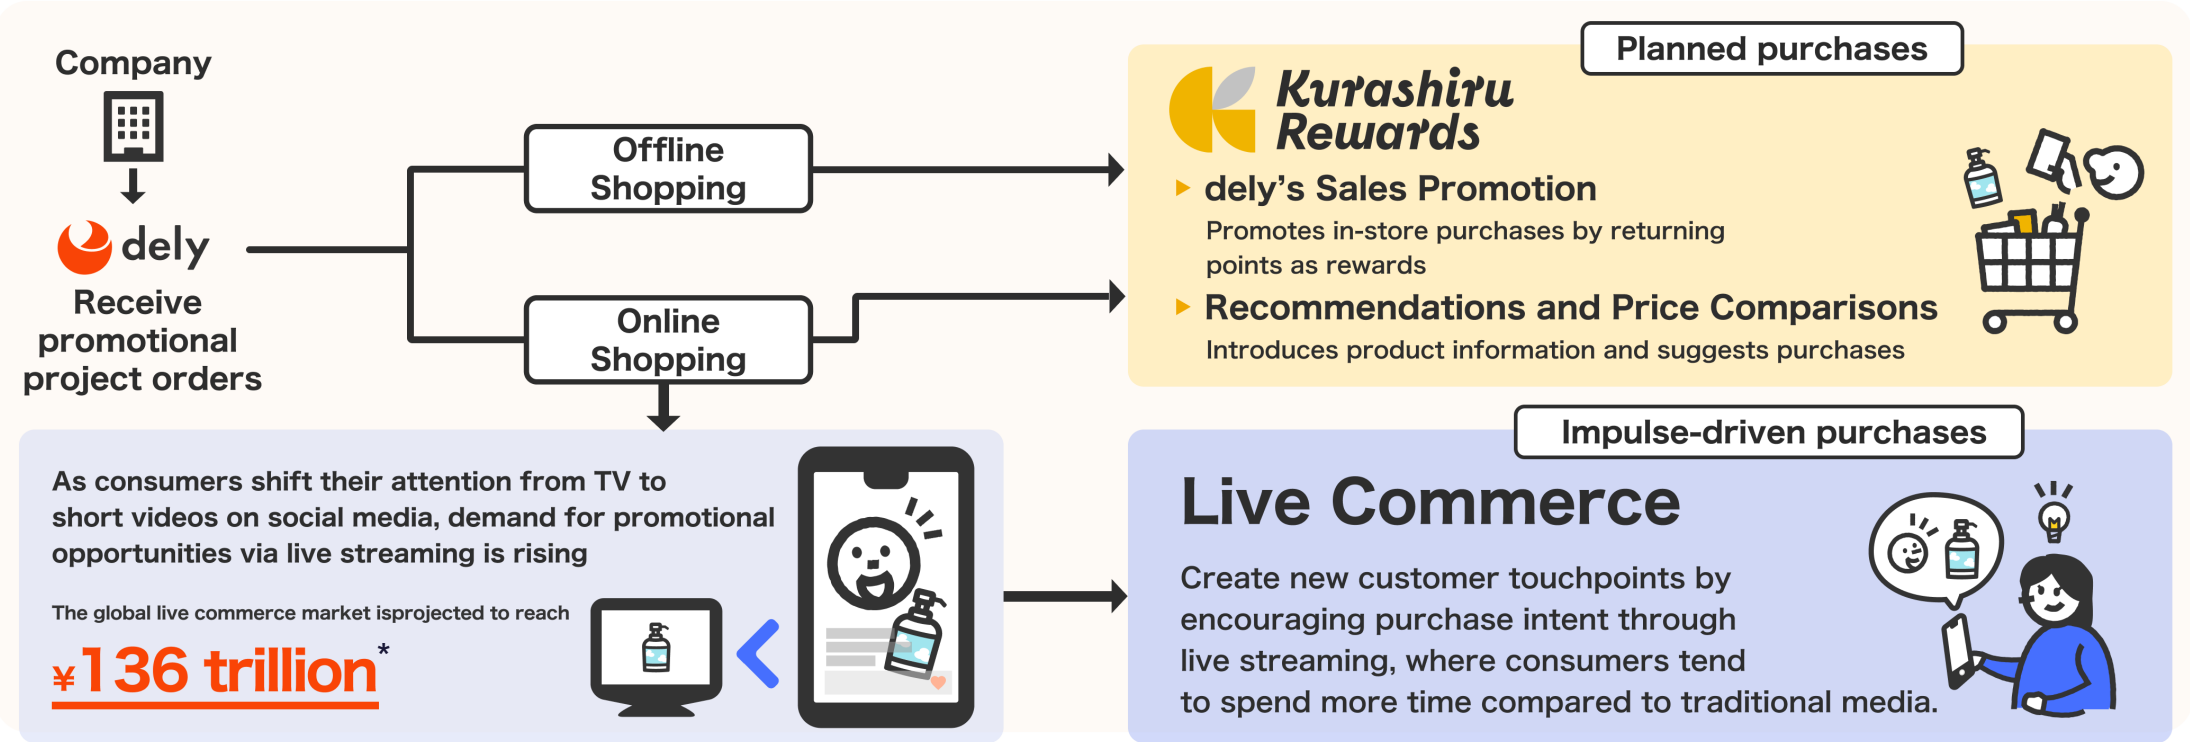 Company
dely
Receive
promotional
project orders
Offline
Shopping
Online
Shopping
Planned purchases
Kurashiru
Rewards
dely's Sales Promotion
Promotes in-store purchases by returning
points as rewards
Recommendations and Price Comparisons
Introduces product information and suggests purchases
As consumers shift their attention from TV to
short videos on social media, demand for promotional
opportunities via live streaming is rising
The global live commerce market isprojected to reach
¥136 trillion*
Impulse-driven purchases
Live Commerce
Create new customer touchpoints by
encouraging purchase intent through
live streaming, where consumers tend
to spend more time compared to traditional media.